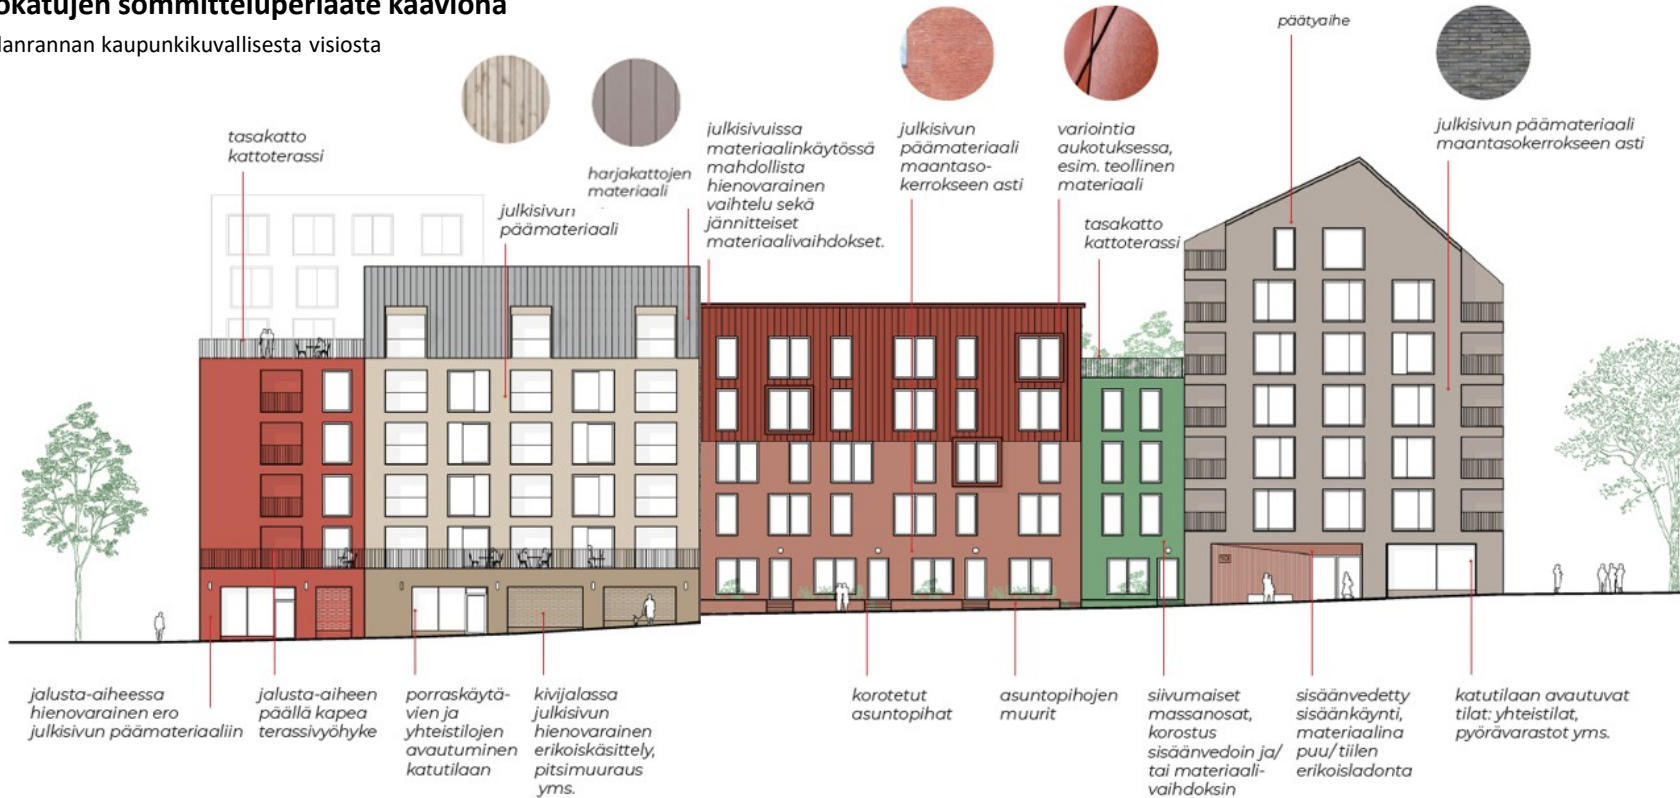 okatujen sommitteluperiaate kaaviona
lanrannan kaupunkikuvallisesta visiosta
tasakatto
kattoterassi
julkisivun
päämateriaali
harjakattojen
materiaali
julkisivuissa
materiaalinkäytössä
mahdollista
hienovarainen
vaihtelu sekä
jännitteiset
materiaalivaihdokset.
julkisivun
päämateriaali
maantaso-
kerrokseen asti
variointia
aukotuksessa,
esim. teollinen
materiaali
tasakatto
kattoterassi
päätyaihe
julkisivun päämateriaali
maantasokerrokseen asti
jalusta-aiheessa
hienovarainen ero
julkisivun päämateriaaliin
jalusta-aiheen
päällä kapea
terassivyöhyke
porraskäytä-
vien ja
yhteistilojen
avautuminen
katutilaan
kivijalassa
julkisivun
hienovarainen
erikoiskäsittely,
pitsimuuraus
yms.
korotetut
asuntopihat
asuntopihojen
muurit
siivumaiset
massanosat,
korostus
sisäänvedoin ja/
tai materiaali-
vaihdoksin
sisäänvedetty
sisäänkäynti,
materiaalina
puu/ tiilen
erikoisladonta
katutilaan avautuvat
tilat: yhteistilat,
pyörävarastot yms.